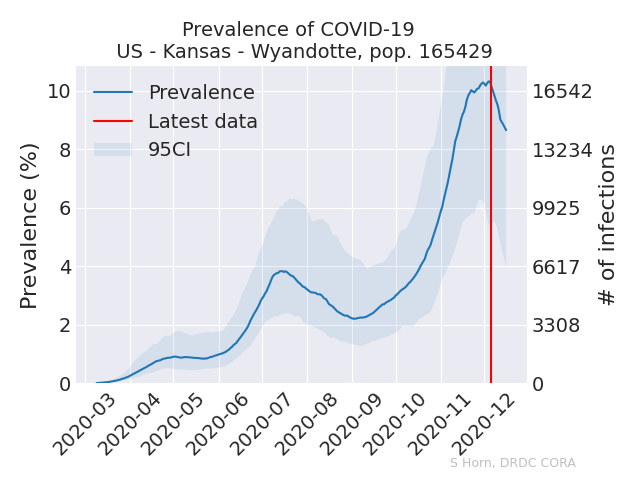 Prevalence of COVID-19
US - Kansas - Wyandotte, pop. 165429
Prevalence
Latest data
95CI
Prevalence (%)
10
8
6
4
2
0
16542
13234
9925
6617
3308
0
# of infections
2020-03
2020-04
2020-05
2020-06
2020-07
2020-08
2020-09
2020-10
2020-11
2020-12
S Horn, DRDC CORA